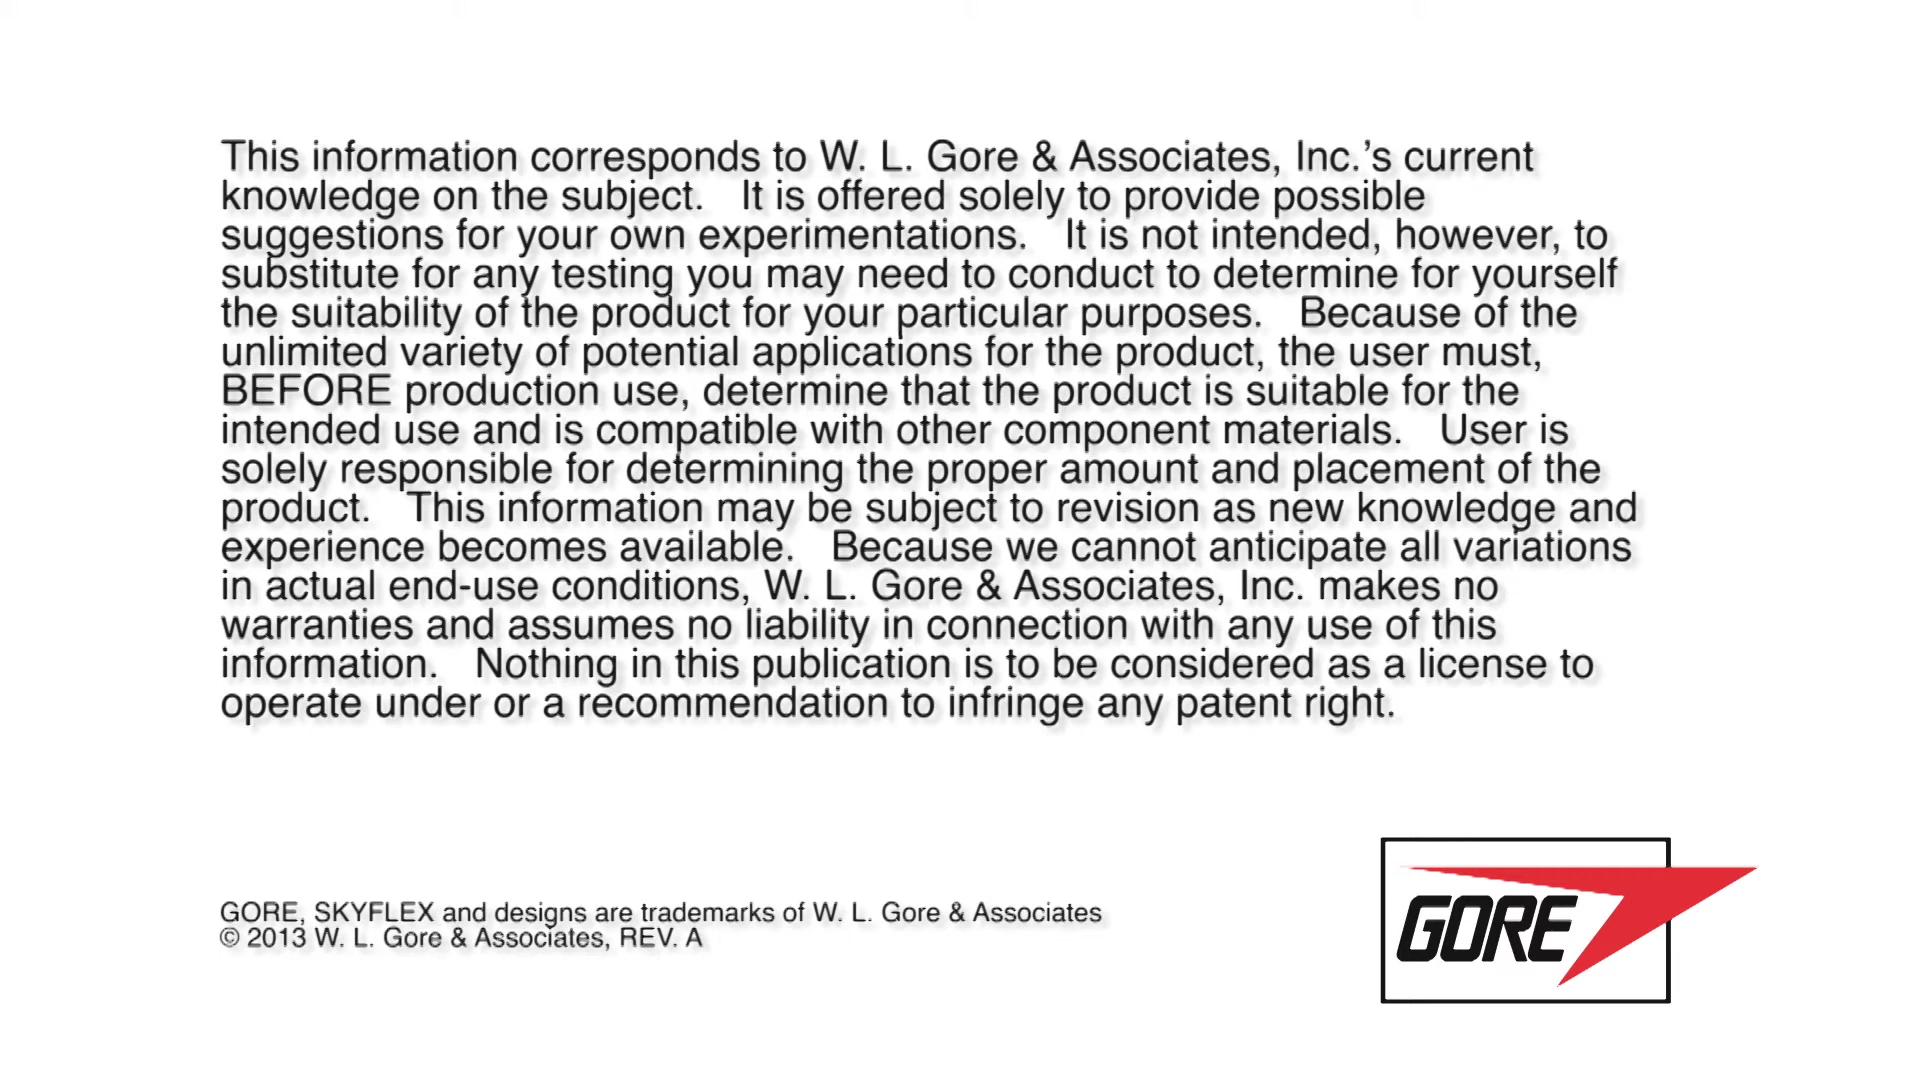 This information corresponds to W. L. Gore & Associates, Inc.’s current
knowledge on the subject.   It is offered solely to provide possible
suggestions for your own experimentations.   It is not intended, however, to
substitute for any testing you may need to conduct to determine for yourself
the suitability of the product for your particular purposes.   Because of the
unlimited variety of potential applications for the product, the user must,
BEFORE production use, determine that the product is suitable for the
intended use and is compatible with other component materials.   User is
solely responsible for determining the proper amount and placement of the
product.   This information may be subject to revision as new knowledge and
experience becomes available.   Because we cannot anticipate all variations
in actual end-use conditions, W. L. Gore & Associates, Inc. makes no
warranties and assumes no liability in connection with any use of this
information.   Nothing in this publication is to be considered as a license to
operate under or a recommendation to infringe any patent right.
GORE, SKYFLEX and designs are trademarks of W. L. Gore & Associates
© 2013 W. L. Gore & Associates, REV. A
GORE